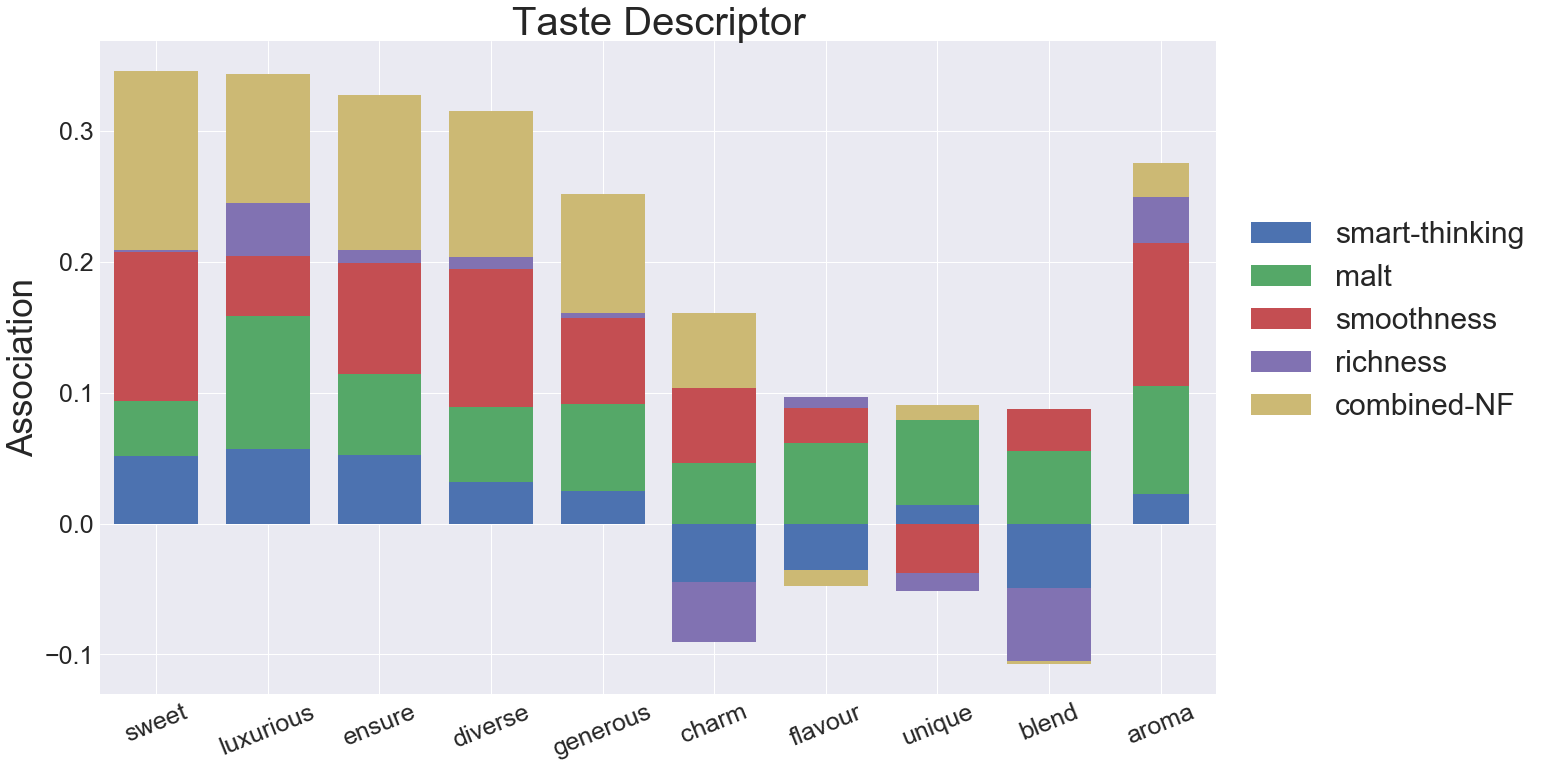 Taste Descriptor
Association
0.3
0.2
0.1
0.0
−0.1
sweet
luxurious
ensure
diverse
generous
charm
flavour
unique
blend
aroma
smart-thinking
malt
smoothness
richness
combined-NF